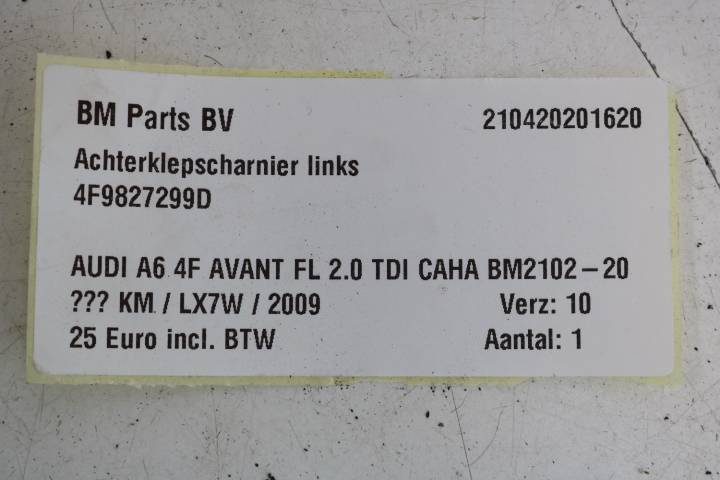 BM Parts BV 210420201620
Achterklepscharnier links
4F9827299D
AUDI A6 4F AVANT FL 2.0 TDI CAHA BM2102-20
??? KM / LX7W / 2009 Verz: 10
25 Euro incl. BTW Aantal: 1